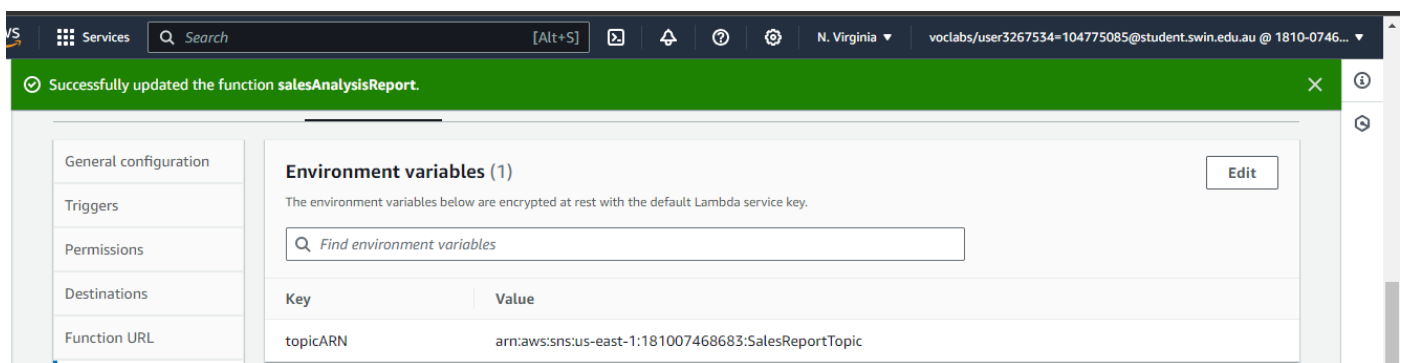 Services
Search
[Alt+S]
N. Virginia
voclabs/user3267534=104775085@student.swin.edu.au @ 1810-0746...
Successfully updated the function salesAnalysisReport.
General configuration
Triggers
Permissions
Destinations
Function URL
Environment variables (1)
Edit
The environment variables below are encrypted at rest with the default Lambda service key.
Find environment variables
Key Value
topicARN arn:aws:sns:us-east-1:181007468683:SalesReportTopic